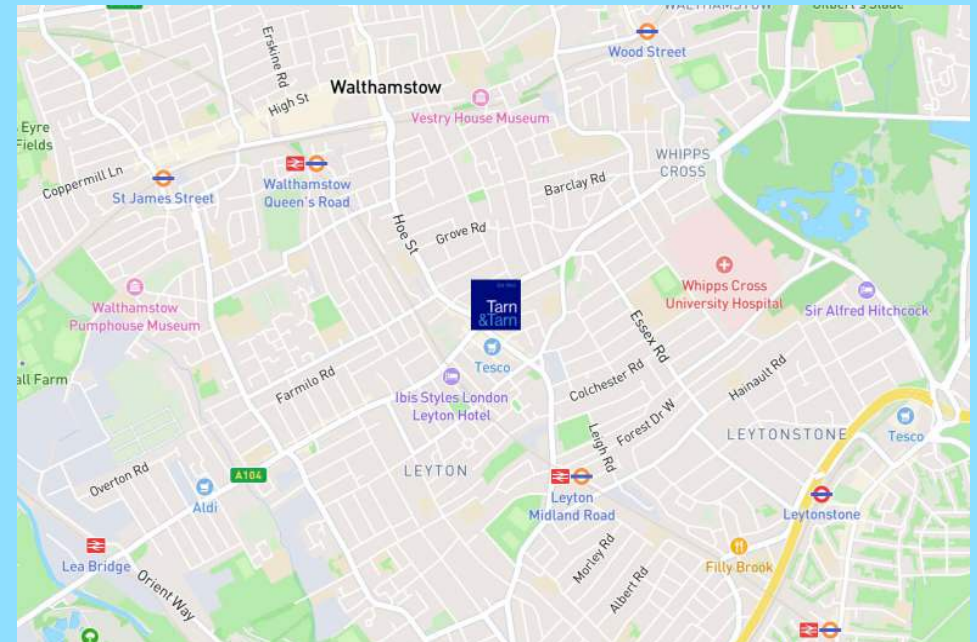 Wood Street
Erskine Rd
Walthamstow
High St
Vestry House Museum
Eyre
Fields
WHIPPS
CROSS
Coppermill Ln
St James Street
Walthamstow
Queen's Road
Barclay Rd
Hoe St
Grove Rd
Whipps Cross
University Hospital
Walthamstow
Pumphouse Museum
Sir Alfred Hitchcock
Tarn
&Tarn
Essex Rd
Tesco
all Farm
Farmilo Rd
Ibis Styles London
Leyton Hotel
Colchester Rd
Hainault Rd
Forest Dr W
LEYTONSTONE
Tesco
Leigh Rd
LEYTON
Overton Rd
A104
Aldi
Leyton
Midland Road
Leytonstone
Lea Bridge
Orient Way
Morley Rd
Albert Rd
Filly Brook